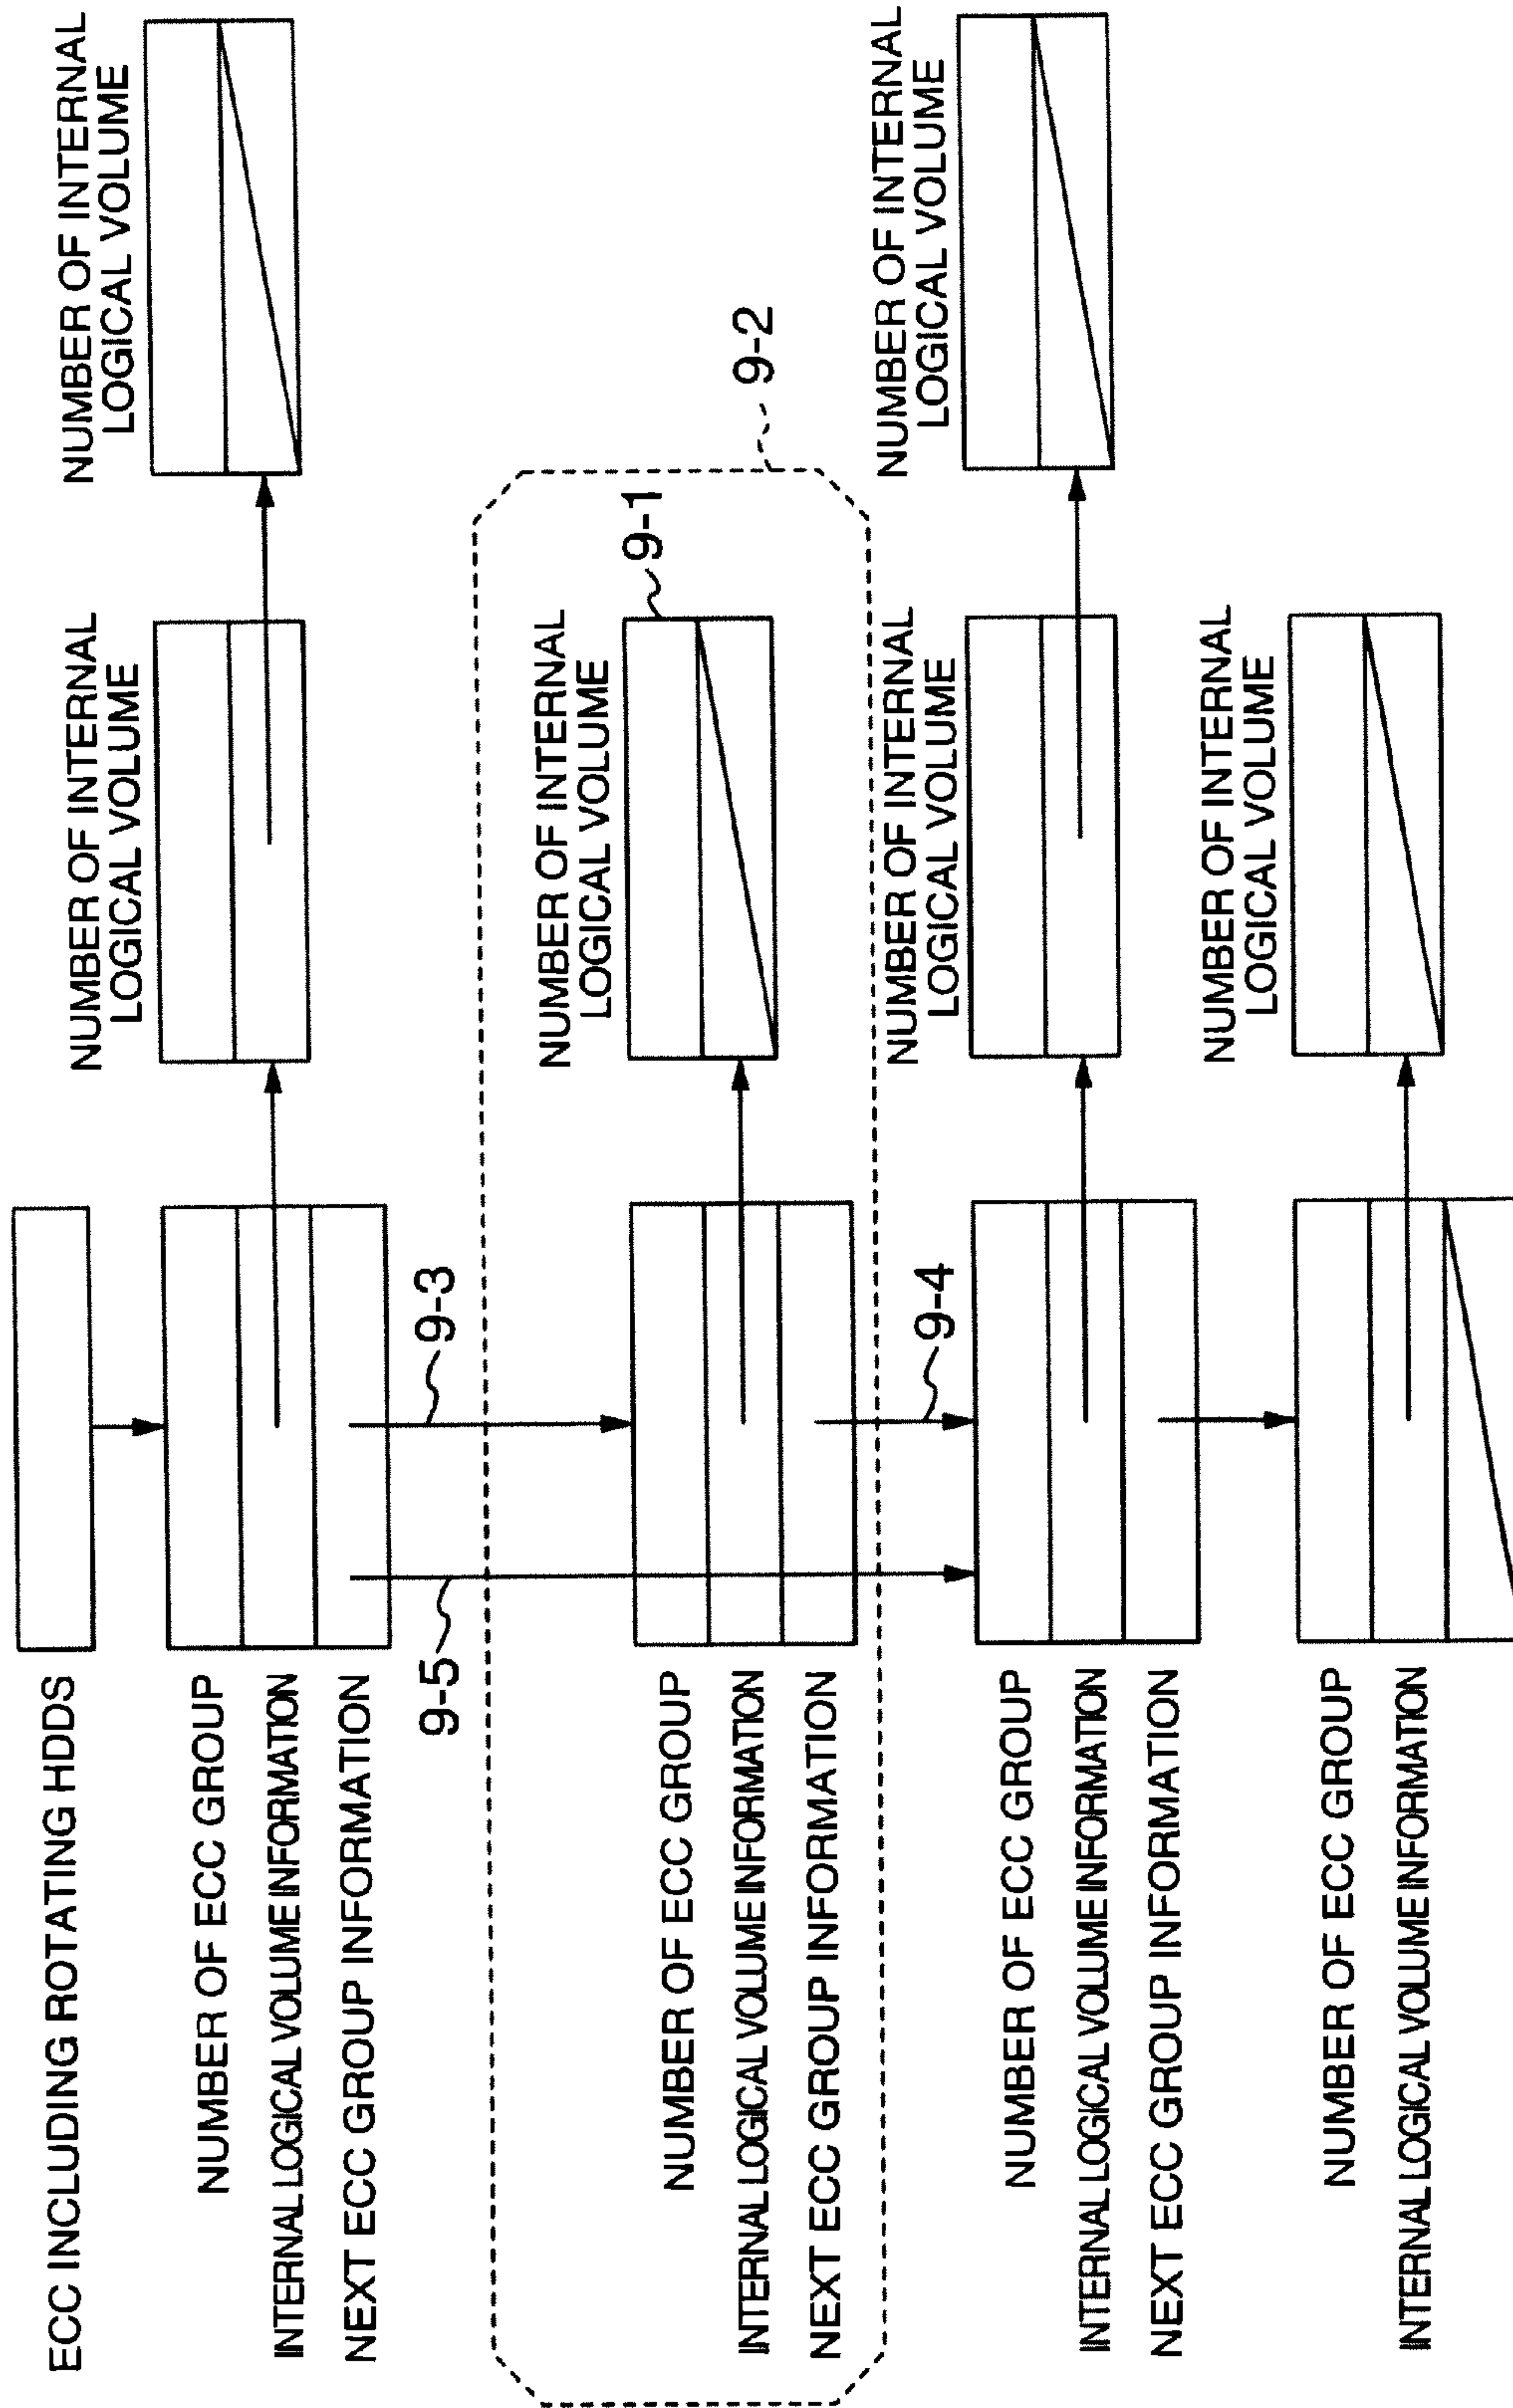 ECC INCLUDING ROTATING HDDS
NUMBER OF ECC GROUP
INTERNAL LOGICAL VOLUME INFORMATION
NEXT ECC GROUP INFORMATION
NUMBER OF INTERNAL
LOGICAL VOLUME
NUMBER OF INTERNAL
LOGICAL VOLUME
9-5
9-3
9-2
NUMBER OF ECC GROUP
INTERNAL LOGICAL VOLUME INFORMATION
NEXT ECC GROUP INFORMATION
NUMBER OF INTERNAL
LOGICAL VOLUME
9-1
9-4
NUMBER OF ECC GROUP
INTERNAL LOGICAL VOLUME INFORMATION
NEXT ECC GROUP INFORMATION
NUMBER OF INTERNAL
LOGICAL VOLUME
NUMBER OF INTERNAL
LOGICAL VOLUME
NUMBER OF ECC GROUP
INTERNAL LOGICAL VOLUME INFORMATION
NUMBER OF INTERNAL
LOGICAL VOLUME